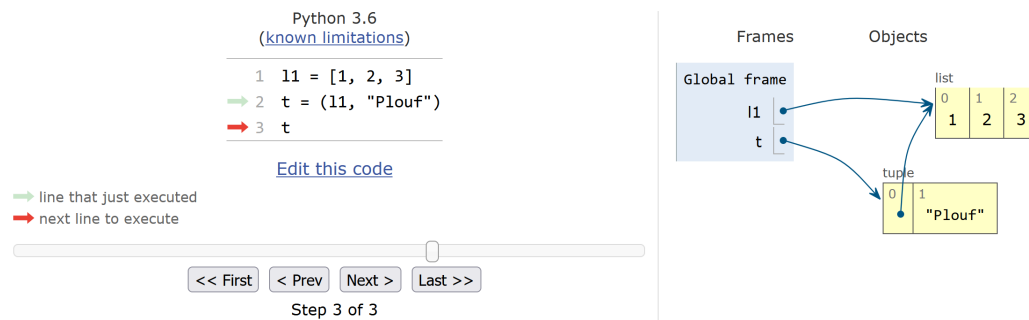 Python 3.6
(known limitations)
1 l1 = [1, 2, 3]
2 t = (l1, "Plouf")
3 t
Edit this code
line that just executed
next line to execute
<< First < Prev Next > Last >>
Step 3 of 3
Frames Objects
Global frame
l1
t
list
0 1 2
1 2 3
tuple
0 1
"Plouf"